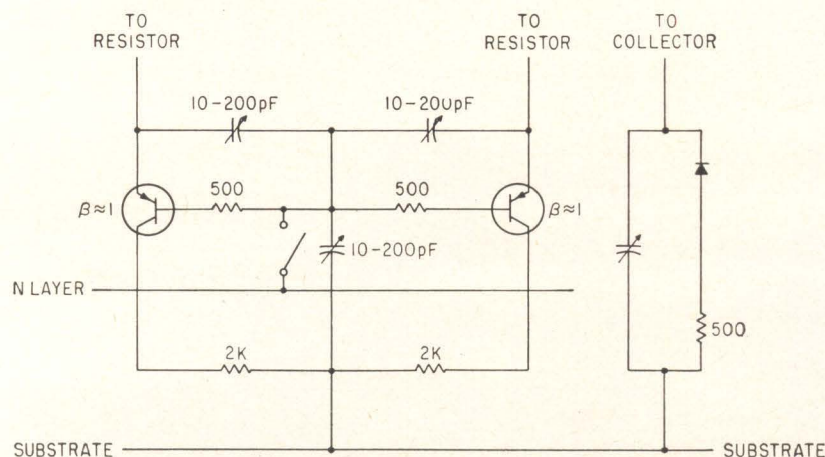 TO
RESISTOR
TO
RESISTOR
TO
COLLECTOR
10-200pF
10-200pF
500
500
β≈1
β≈1
10-200pF
N LAYER
500
2K
2K
SUBSTRATE
SUBSTRATE